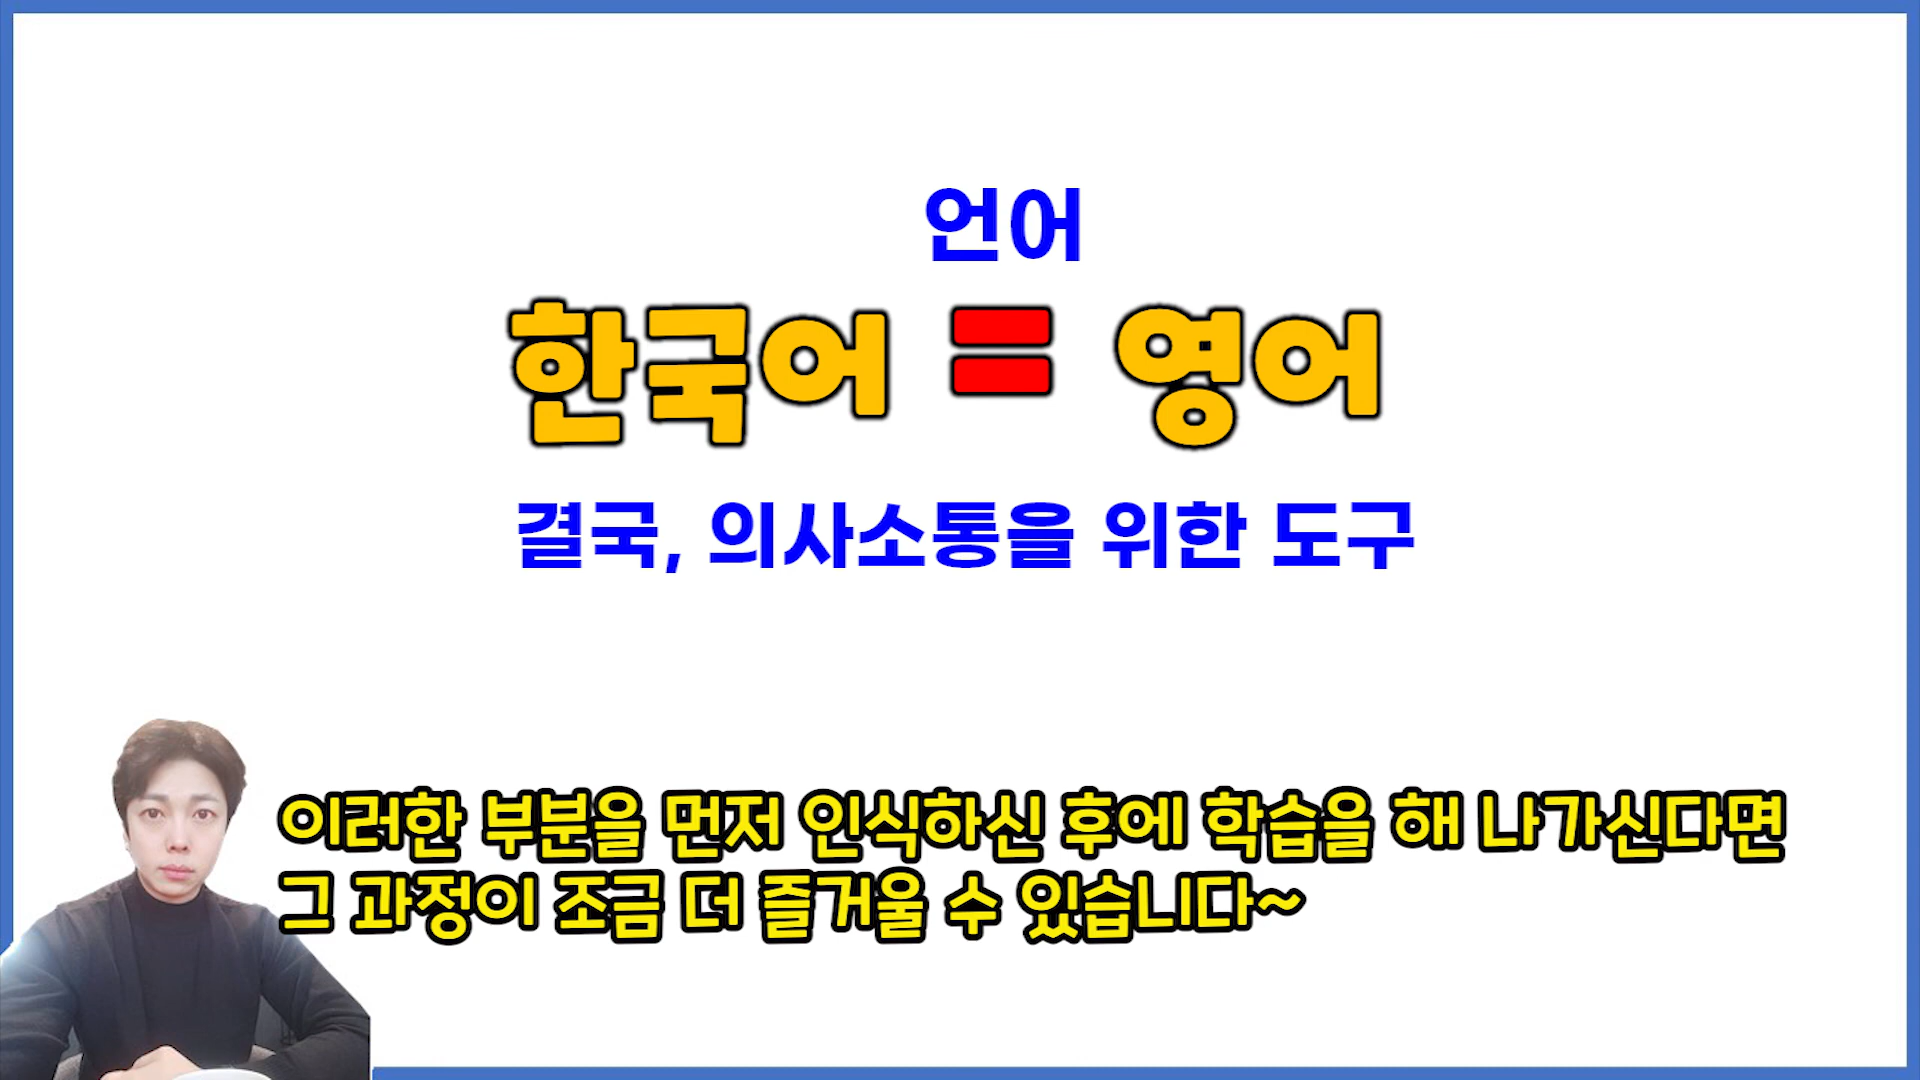 언어
한국어 = 영어
결국, 의사소통을 위한 도구
이러한 부분을 먼저 인식하신 후에 학습을 해 나가신다면
그 과정이 조금 더 즐거울 수 있습니다~